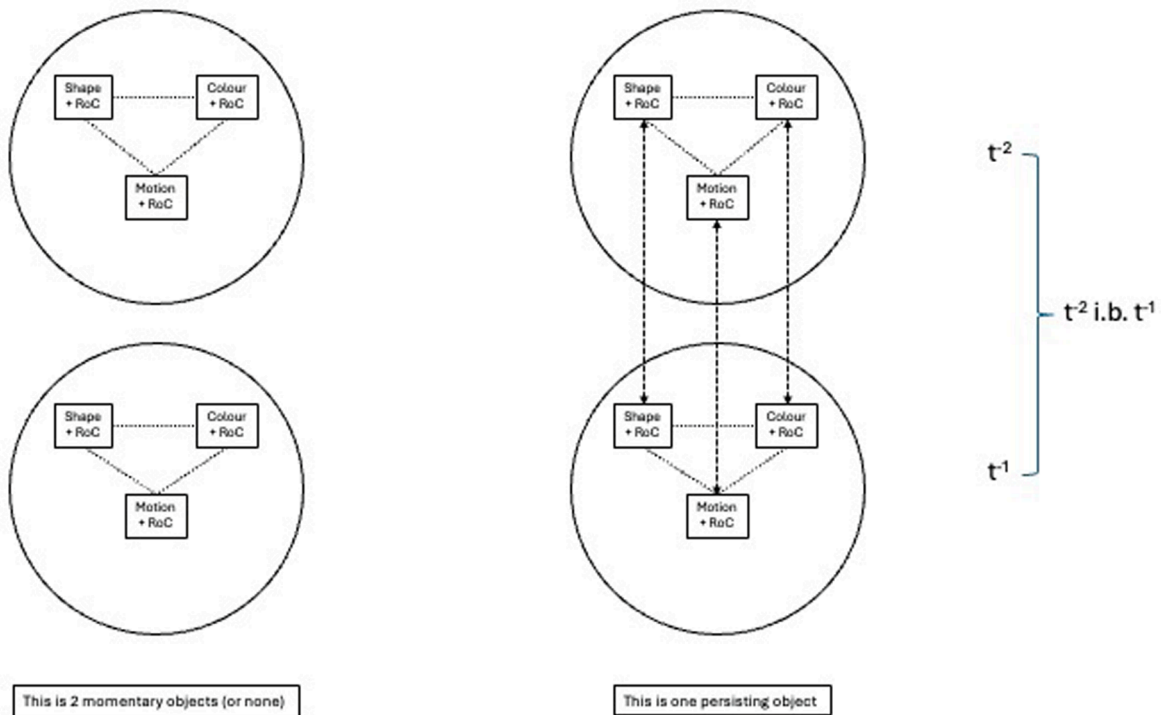 Shape
+ RoC
Colour
+ RoC
Motion
+ RoC
Shape
+ RoC
Colour
+ RoC
Motion
+ RoC
t-2
t-2 i.b. t-1
Shape
+ RoC
Colour
+ RoC
Motion
+ RoC
Shape
+ RoC
Colour
+ RoC
Motion
+ RoC
t-1
This is 2 momentary objects (or none)
This is one persisting object